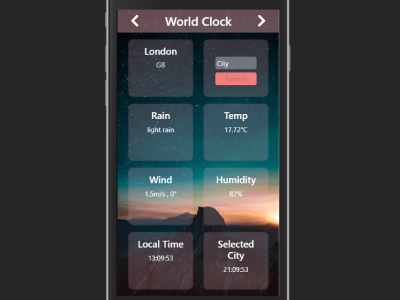 World Clock
London
GB
City
Submit
Rain
light rain
Temp
17.72°C
Wind
1.5m/s , 0°
Humidity
82%
Local Time
13:09:53
Selected
City
21:09:53